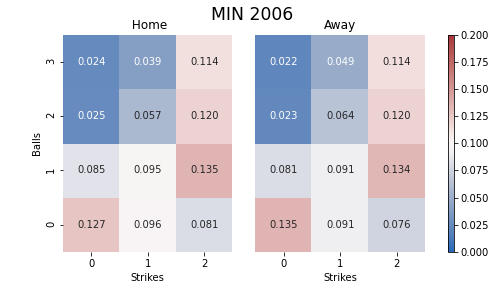 MIN 2006
Home Away
3 0.024 0.039 0.114 0.022 0.049 0.114
2 0.025 0.057 0.120 0.023 0.064 0.120
1 0.085 0.095 0.135 0.081 0.091 0.134
0 0.127 0.096 0.081 0.135 0.091 0.076
Balls
0 1 2 0 1 2
Strikes Strikes
0.200
0.175
0.150
0.125
0.100
0.075
0.050
0.025
0.000